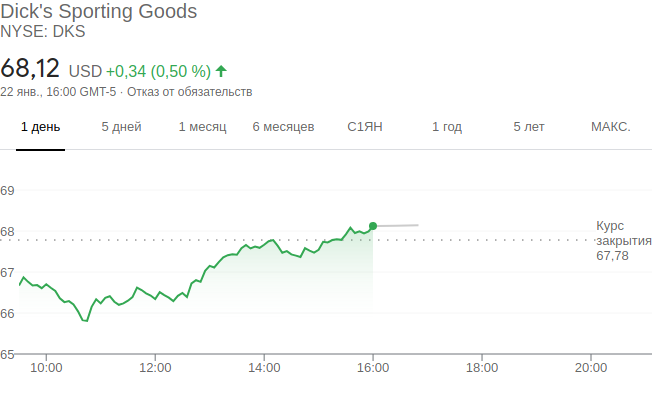 Dick's Sporting Goods
NYSE: DKS
68,12 USD +0,34 (0,50 %)
22 янв., 16:00 GMT-5 · Отказ от обязательств
1 день 5 дней 1 месяц 6 месяцев С1ЯН 1 год 5 лет МАКС.
69
68
67
66
65
Курс
закрытия
67,78
10:00 12:00 14:00 16:00 18:00 20:00